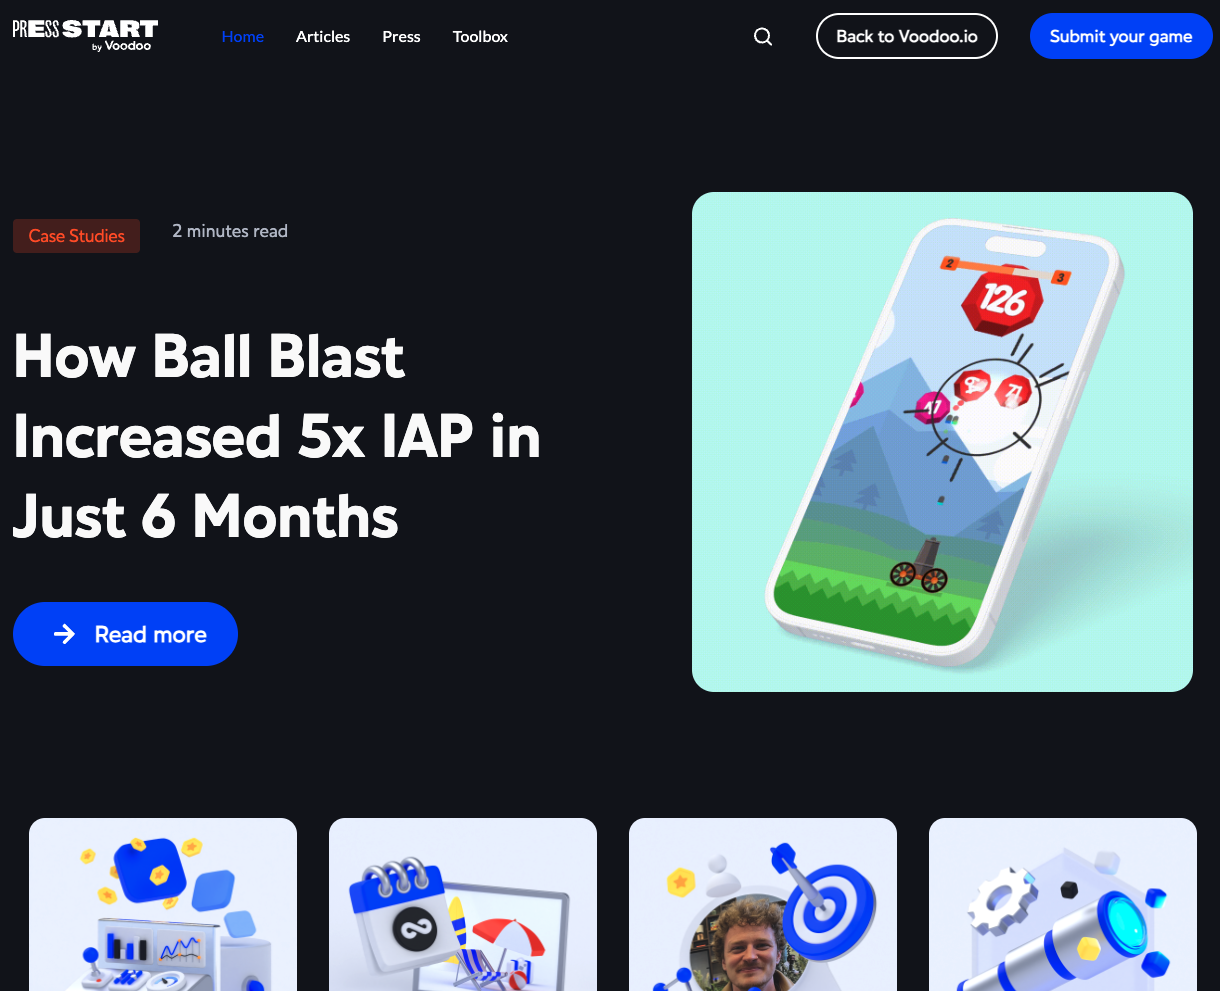 PRESS START
by Voodoo
Home
Articles
Press
Toolbox
Back to Voodoo.io
Submit your game
Case Studies
2 minutes read
How Ball Blast
Increased 5x IAP in
Just 6 Months
Read more
2
3
126
71
47